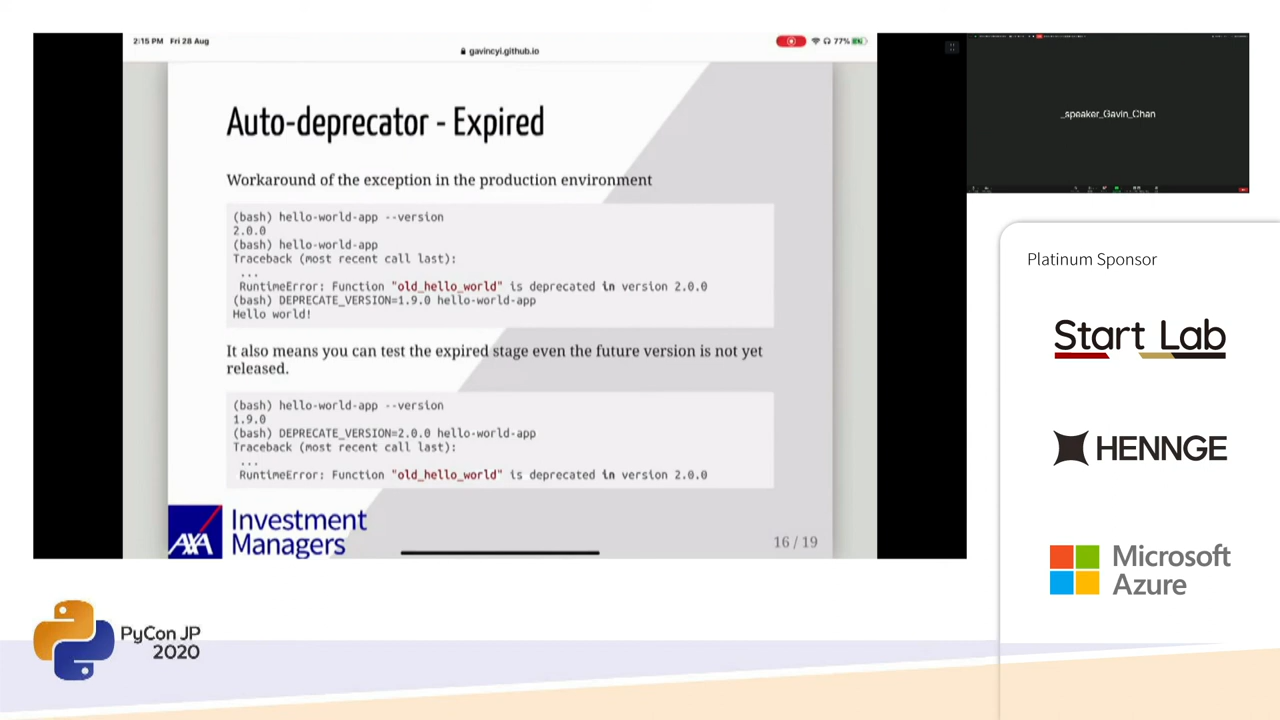 2:15 PM Fri 28 Aug
gavincyi.github.io
77%
Auto-deprecator - Expired
Workaround of the exception in the production environment
(bash) hello-world-app --version
2.0.0
(bash) hello-world-app
Traceback (most recent call last):
...
RuntimeError: Function "old_hello_world" is deprecated in version 2.0.0
(bash) DEPRECATE_VERSION=1.9.0 hello-world-app
Hello world!
It also means you can test the expired stage even the future version is not yet
released.
(bash) hello-world-app --version
1.9.0
(bash) DEPRECATE_VERSION=2.0.0 hello-world-app
Traceback (most recent call last):
...
RuntimeError: Function "old_hello_world" is deprecated in version 2.0.0
AXA
Investment
Managers
16 / 19
_speaker_Gavin_Chan
Platinum Sponsor
Start Lab
HENNGE
Microsoft
Azure
PyCon JP
2020